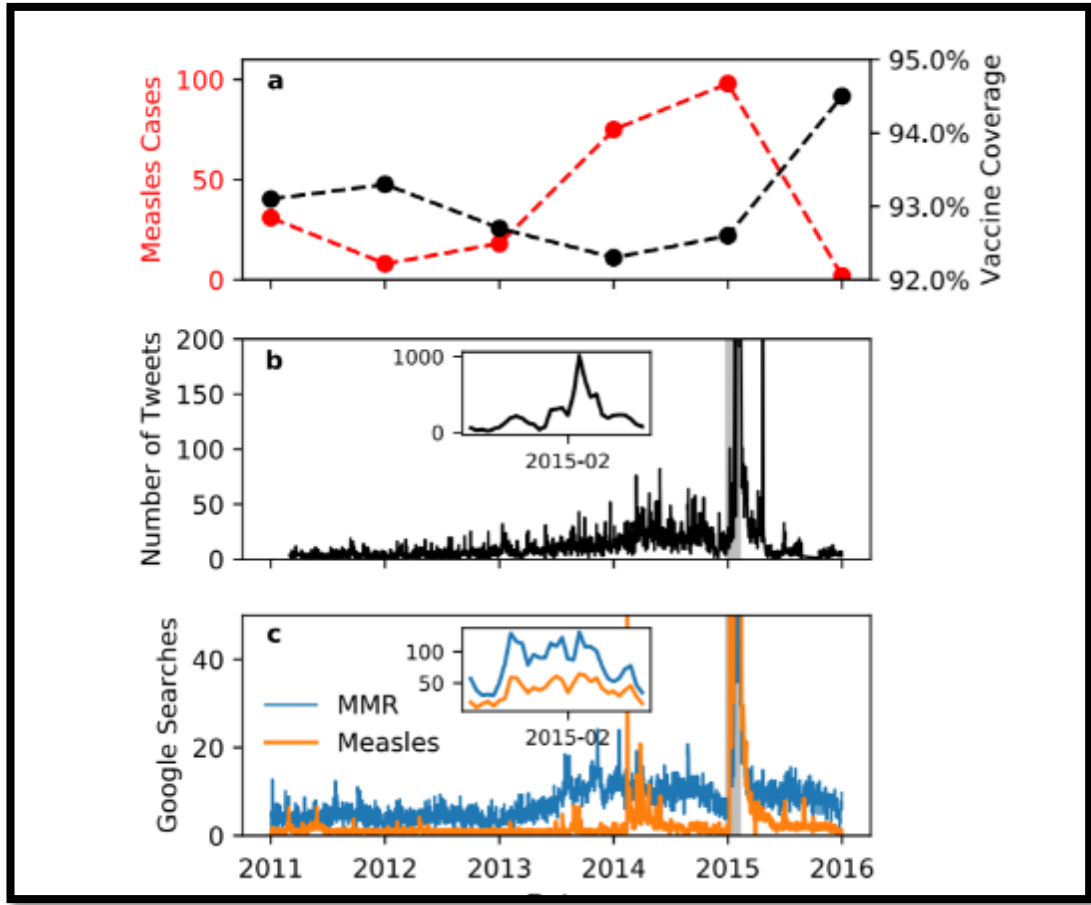 a
Measles Cases
100
50
0
95.0%
94.0%
93.0%
92.0%
Vaccine Coverage
b
Number of Tweets
200
150
100
50
0
1000
0
2015-02
c
Google Searches
40
20
0
100
50
2015-02
MMR
Measles
2011 2012 2013 2014 2015 2016